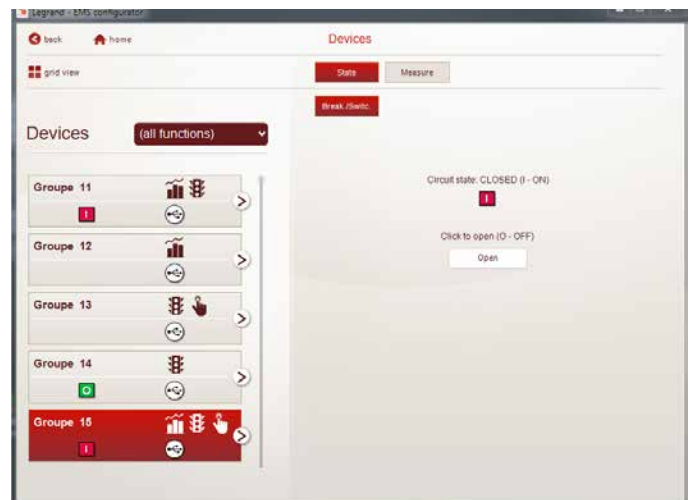 Legrand - EMS configurator
back
home
Devices
grid view
State
Measure
Break /Switc.
Devices
(all functions)
Groupe 11
I
Groupe 12
Groupe 13
Groupe 14
O
Groupe 15
I
Circuit state: CLOSED (I - ON)
I
Click to open (O - OFF)
Open